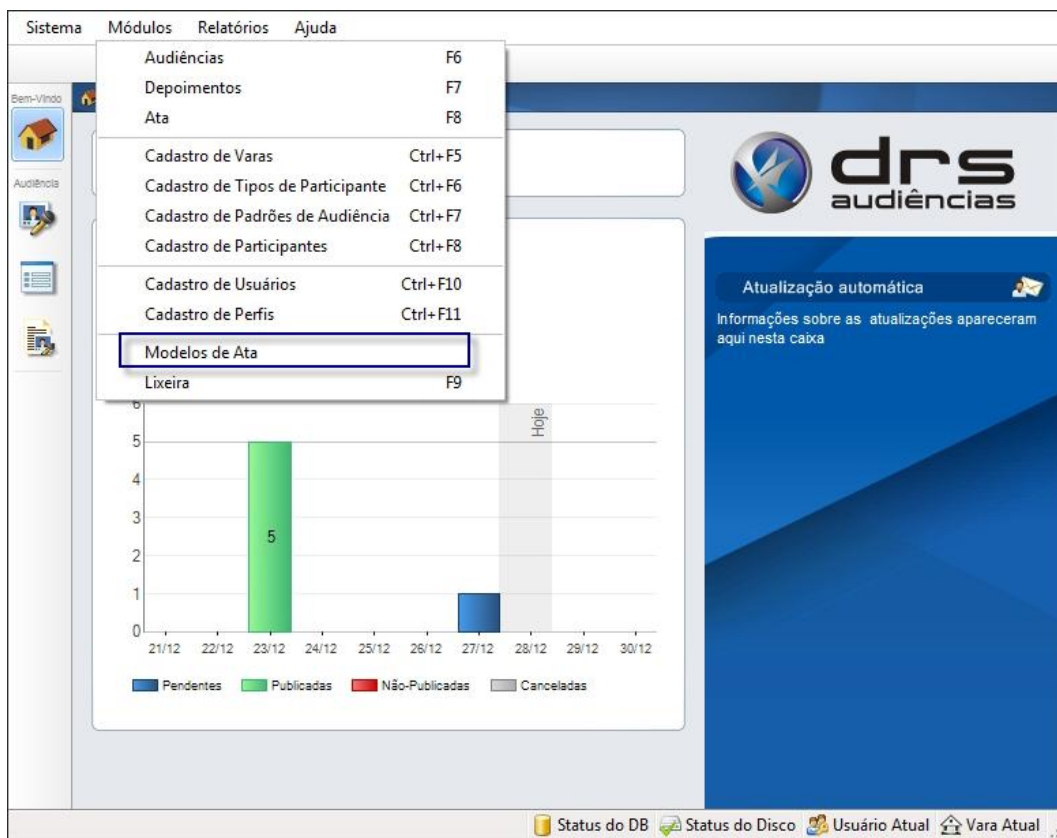 Sistema Módulos Relatórios Ajuda
Audiências F6
Depoimentos F7
Ata F8
Cadastro de Varas Ctrl+F5
Cadastro de Tipos de Participante Ctrl+F6
Cadastro de Padrões de Audiência Ctrl+F7
Cadastro de Participantes Ctrl+F8
Cadastro de Usuários Ctrl+F10
Cadastro de Perfis Ctrl+F11
Modelos de Ata
Lixeira F9
Bem-Vindo
Audiência
drs
audiências
Atualização automática
Informações sobre as atualizações apareceram
aqui nesta caixa
6
5
4
3
2
1
0
5
Hoje
21/12 22/12 23/12 24/12 25/12 26/12 27/12 28/12 29/12 30/12
Pendentes Publicadas Não-Publicadas Canceladas
Status do DB Status do Disco Usuário Atual Vara Atual